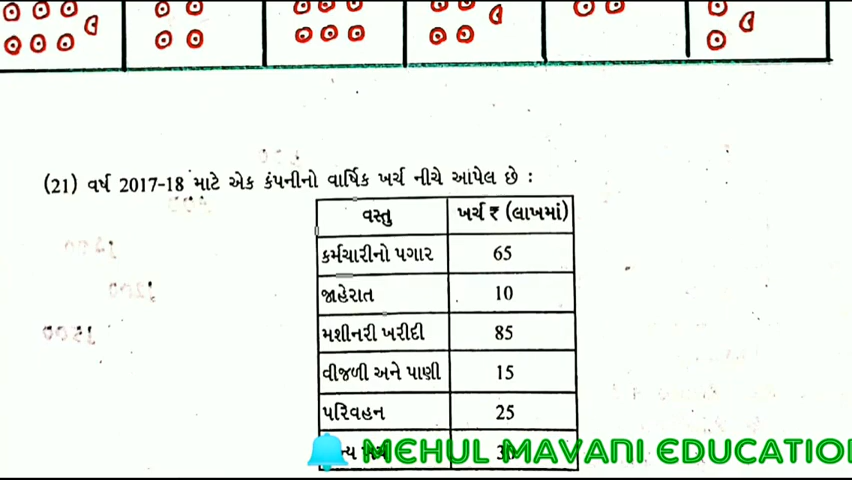 (21) વર્ષ 2017-18 માટે એક કંપનીનો વાર્ષિક ખર્ચ નીચે આપેલ છે :
વસ્તુ ખર્ચ ₹ (લાખમાં)
કર્મચારીનો પગાર 65
જાહેરાત 10
મશીનરી ખરીદી 85
વીજળી અને પાણી 15
પરિવહન 25
MEHUL MAVANI EDUCATION